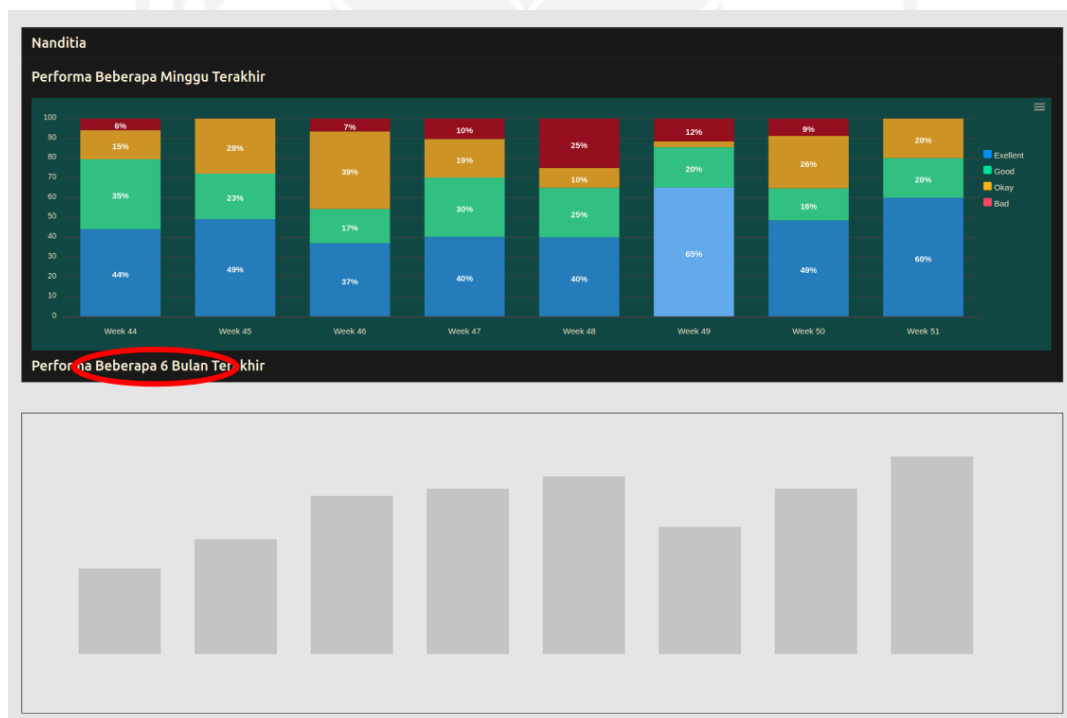 Nanditia
Performa Beberapa Minggu Terakhir
100
90
80
70
60
50
40
30
20
10
0
6%
15%
35%
44%
28%
23%
49%
7%
39%
17%
37%
10%
19%
30%
40%
25%
10%
25%
40%
12%
20%
65%
9%
26%
16%
49%
20%
20%
60%
Week 44
Week 45
Week 46
Week 47
Week 48
Week 49
Week 50
Week 51
Exellent
Good
Okay
Bad
Performa Beberapa 6 Bulan Terakhir